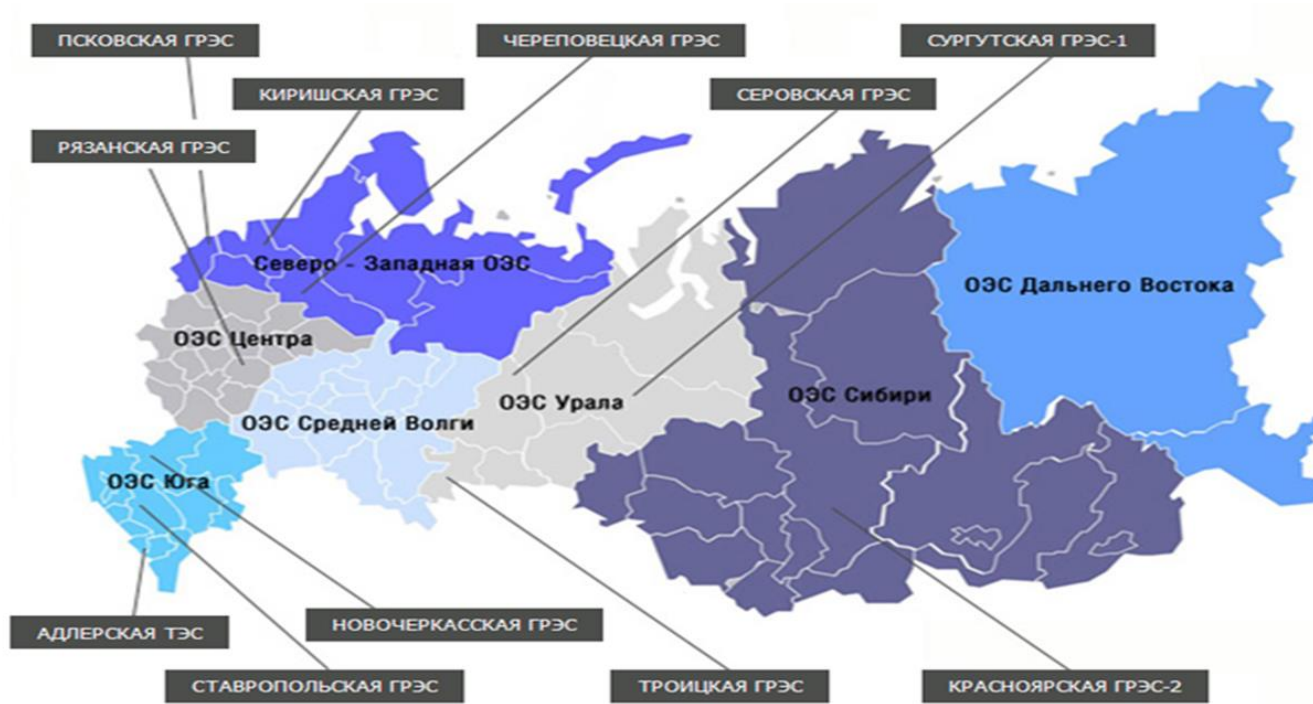 ПСКОВСКАЯ ГРЭС
ЧЕРЕПОВЕЦКАЯ ГРЭС
СУРГУТСКАЯ ГРЭС-1
КИРИШСКАЯ ГРЭС
СЕРОВСКАЯ ГРЭС
РЯЗАНСКАЯ ГРЭС
Северо - Западная ОЭС
ОЭС Дальнего Востока
ОЭС Центра
ОЭС Сибири
ОЭС Урала
ОЭС Средней Волги
ОЭС Юга
АДЛЕРСКАЯ ТЭС
НОВОЧЕРКАССКАЯ ГРЭС
СТАВРОПОЛЬСКАЯ ГРЭС
ТРОИЦКАЯ ГРЭС
КРАСНОЯРСКАЯ ГРЭС-2